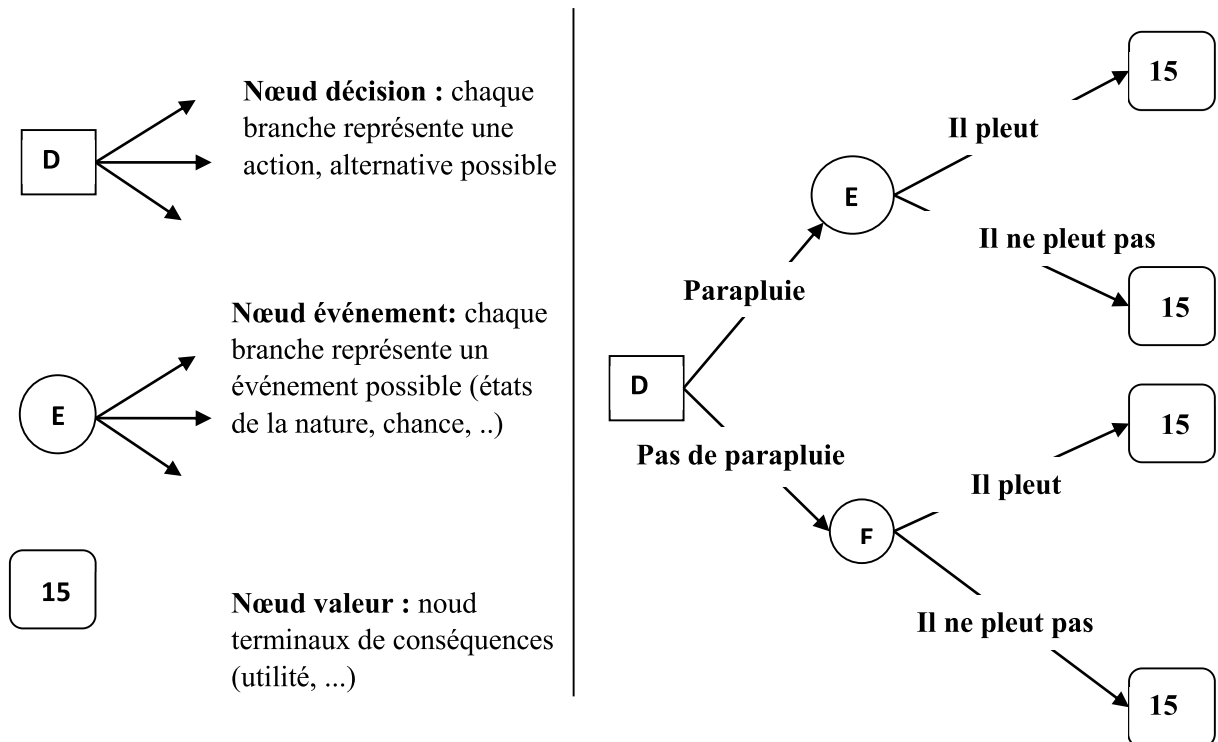 D
Nœud décision : chaque
branche représente une
action, alternative possible
E
Nœud événement: chaque
branche représente un
événement possible (états
de la nature, chance, ..)
15
Nœud valeur : noud
terminaux de conséquences
(utilité, ...)
15
Il pleut
E
Il ne pleut pas
15
Parapluie
D
15
Pas de parapluie
Il pleut
F
Il ne pleut pas
15